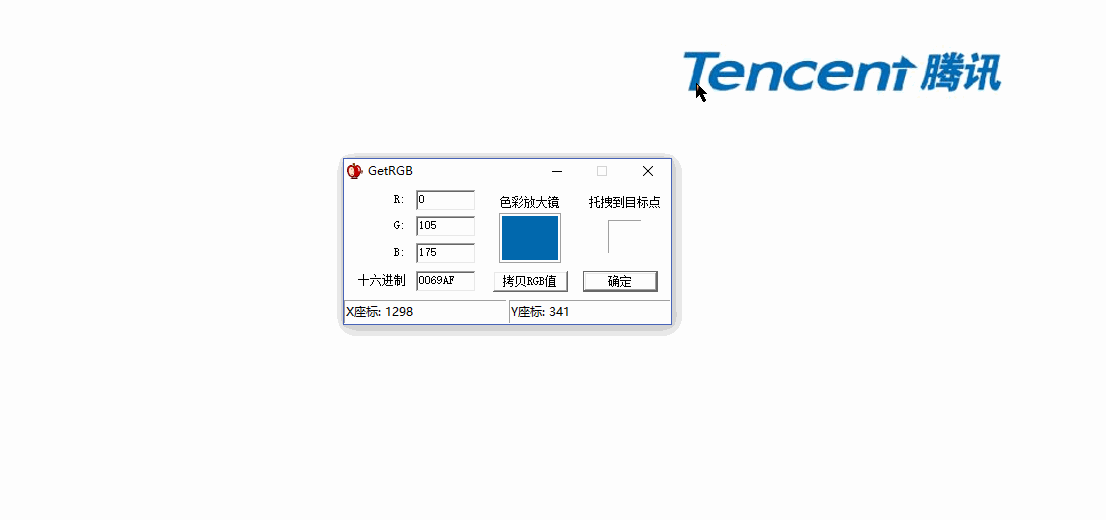 Tencent 腾讯
GetRGB
R: 0
G: 105
B: 175
十六进制 0069AF
色彩放大镜
托拽到目标点
拷贝RGB值
确定
X座标: 1298
Y座标: 341